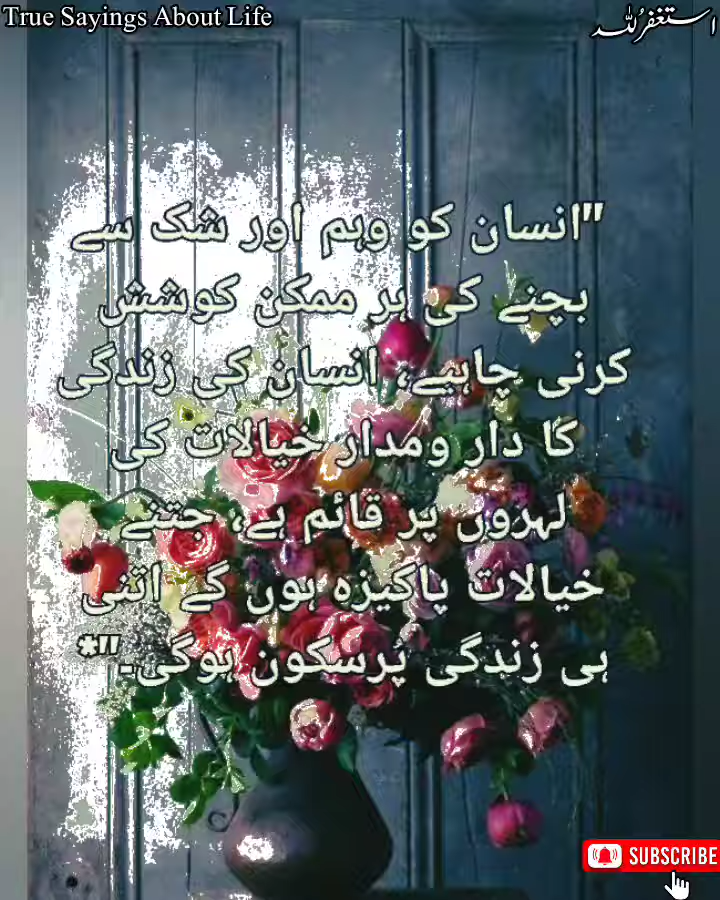 True Sayings About Life
استغفرُللہ
"انسان کو وہم اور شک سے
بچنے کی ہر ممکن کوشش
کرنی چاہیے، انسان کی زندگی
کا دار ومدار خیالات کی
لہروں پر قائم ہے، جتنے
خیالات پاکیزہ ہوں گے اتنی
ہی زندگی پُرسکون ہوگی۔"*
SUBSCRIBE